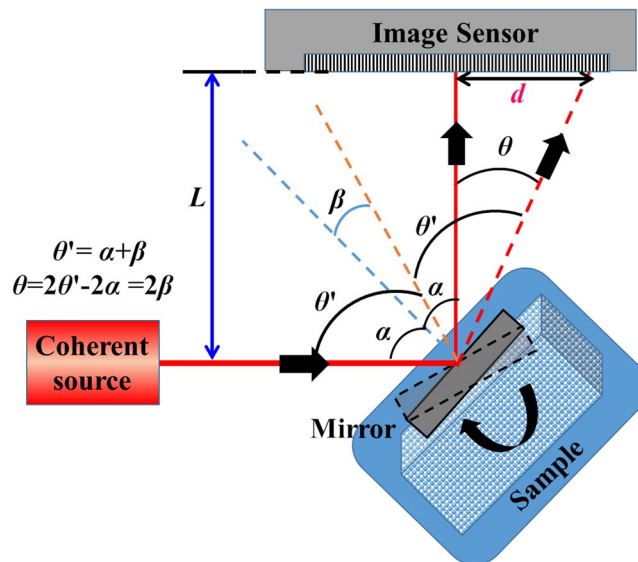 Image Sensor
d
θ
L
β
θ'
θ'= α+β
θ=2θ'-2α =2β
θ'
α
α
Coherent
source
Mirror
Sample